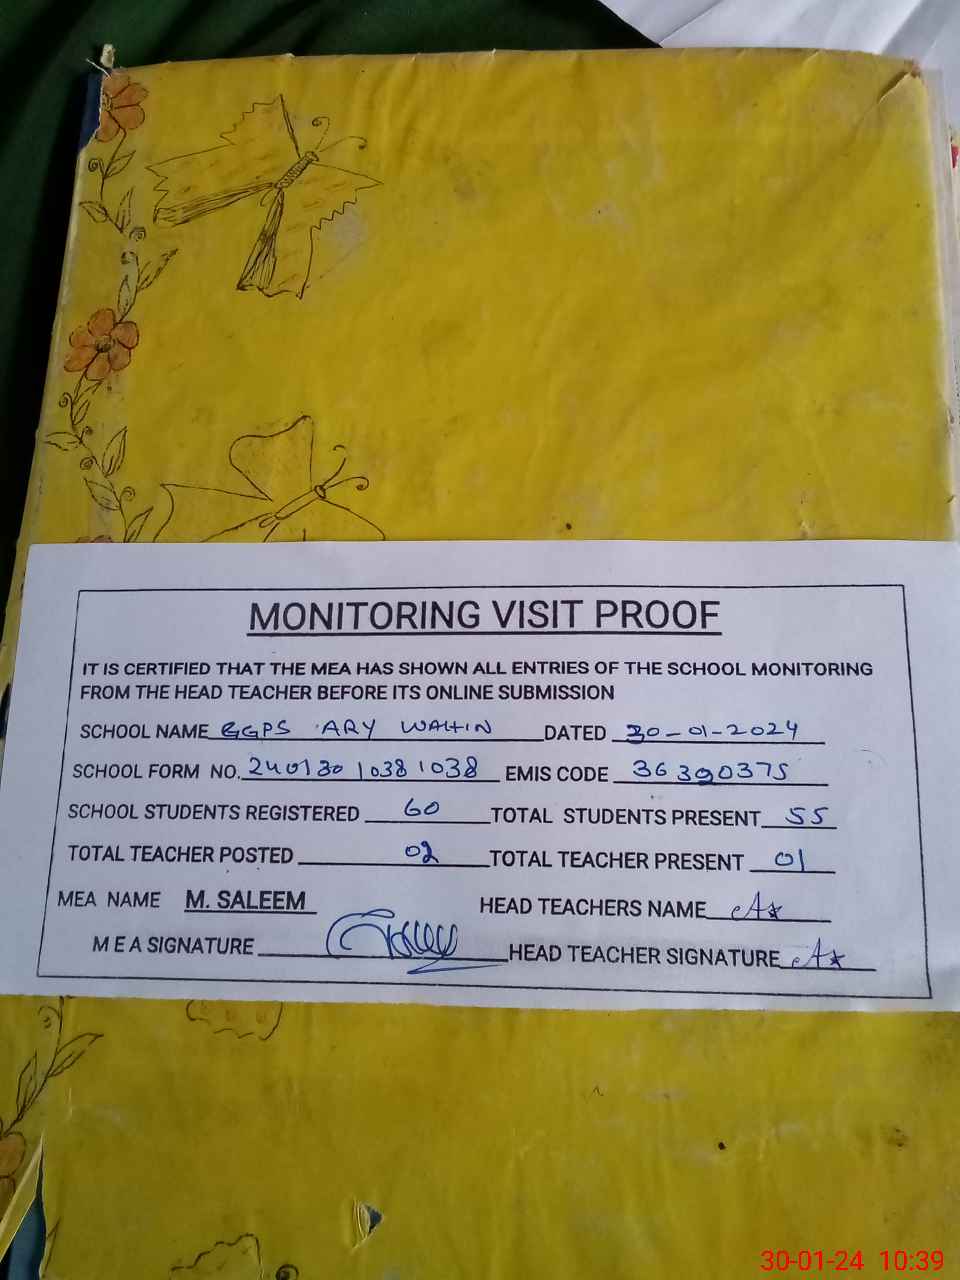 MONITORING VISIT PROOF
IT IS CERTIFIED THAT THE MEA HAS SHOWN ALL ENTRIES OF THE SCHOOL MONITORING
FROM THE HEAD TEACHER BEFORE ITS ONLINE SUBMISSION
SCHOOL NAME GGPS ARY WAHIN DATED 30-01-2024
SCHOOL FORM NO. 24013010381038 EMIS CODE 36390375
SCHOOL STUDENTS REGISTERED 60 TOTAL STUDENTS PRESENT 55
TOTAL TEACHER POSTED 02 TOTAL TEACHER PRESENT 01
MEA NAME M. SALEEM HEAD TEACHERS NAME
M E A SIGNATURE HEAD TEACHER SIGNATURE
30-01-24 10:39